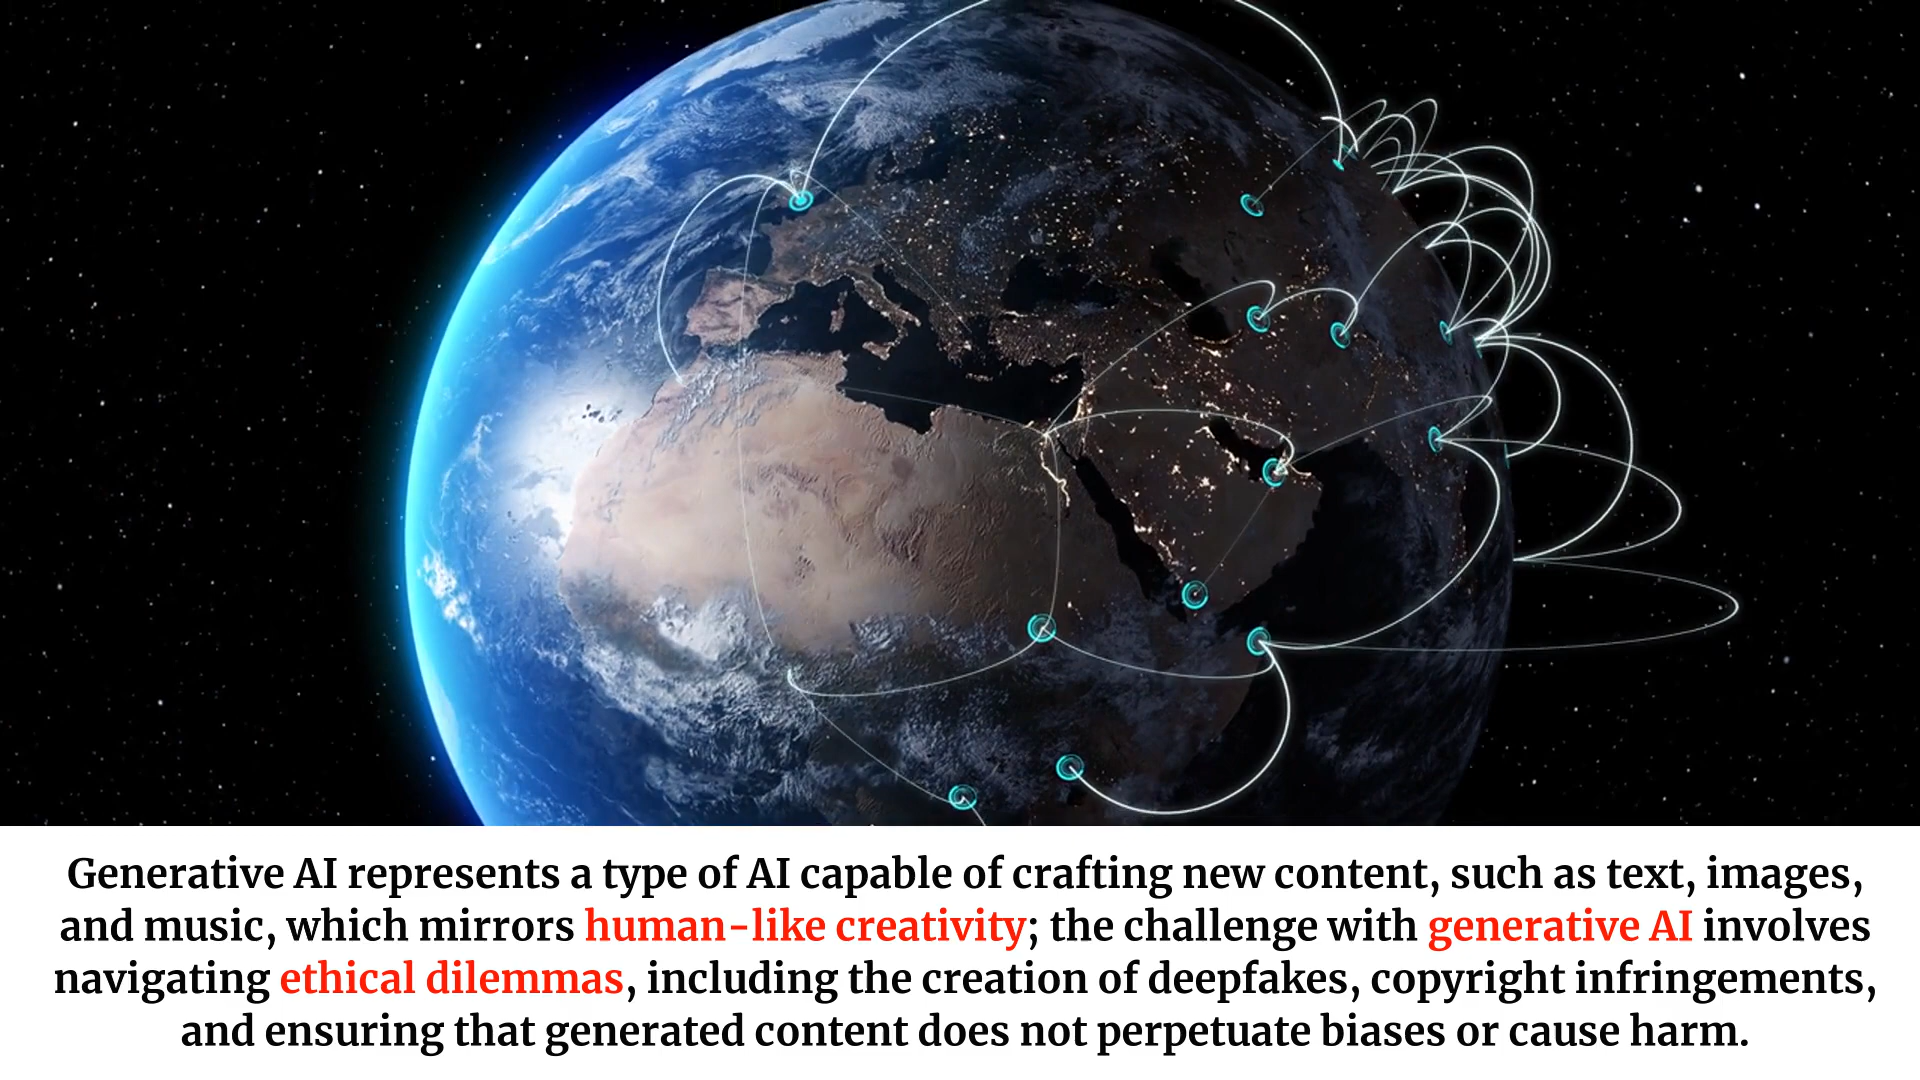 Generative AI represents a type of AI capable of crafting new content, such as text, images,
and music, which mirrors human-like creativity; the challenge with generative AI involves
navigating ethical dilemmas, including the creation of deepfakes, copyright infringements,
and ensuring that generated content does not perpetuate biases or cause harm.